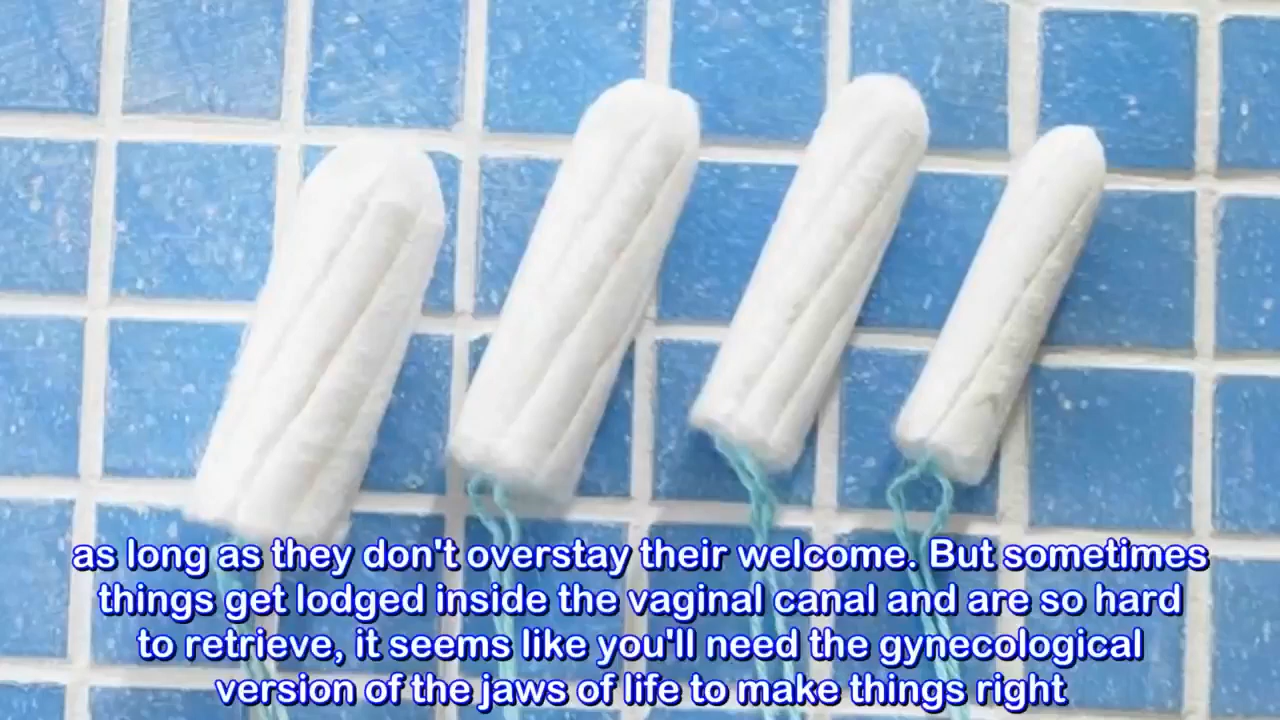 as long as they don't overstay their welcome. But sometimes
things get lodged inside the vaginal canal and are so hard
to retrieve, it seems like you'll need the gynecological
version of the jaws of life to make things right